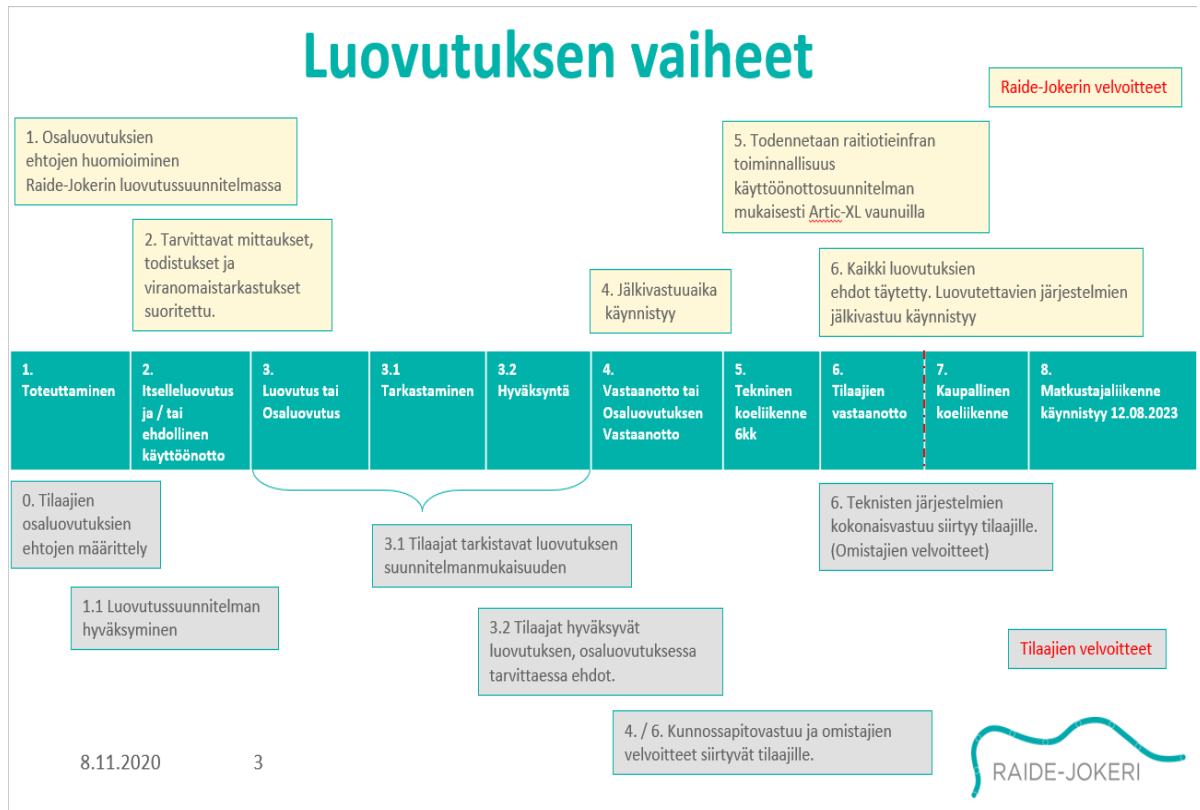 Luovutuksen vaiheet
Raide-Jokerin velvoitteet
1. Osaluovutuksien
ehtojen huomioiminen
Raide-Jokerin luovutussuunnitelmassa
5. Todennetaan raitiotieinfran
toiminnallisuus
käyttöönottosuunnitelman
mukaisesti Artic-XL vaunuilla
2. Tarvittavat mittaukset,
todistukset ja
viranomaistarkastukset
suoritettu.
4. Jälkivastuuaika
käynnistyy
6. Kaikki luovutuksien
ehdot täytetty. Luovutettavien järjestelmien
jälkivastuu käynnistyy
1.
Toteuttaminen
2.
Itselleluovutus
ja / tai
ehdollinen
käyttöönotto
3.
Luovutus tai
Osaluovutus
3.1
Tarkastaminen
3.2
Hyväksyntä
4.
Vastaanotto tai
Osaluovutuksen
Vastaanotto
5.
Tekninen
koeliikenne
6kk
6.
Tilaajien
vastaanotto
7.
Kaupallinen
koeliikenne
8.
Matkustajaliikenne
käynnistyy 12.08.2023
0. Tilaajien
osaluovutuksien
ehtojen määrittely
1.1 Luovutussuunnitelman
hyväksyminen
3.1 Tilaajat tarkistavat luovutuksen
suunnitelmanmukaisuuden
3.2 Tilaajat hyväksyvät
luovutuksen, osaluovutuksessa
tarvittaessa ehdot.
6. Teknisten järjestelmien
kokonaisvastuu siirtyy tilaajille.
(Omistajien velvoitteet)
Tilaajien velvoitteet
4. / 6. Kunnossapitovastuu ja omistajien
velvoitteet siirtyvät tilaajille.
8.11.2020
3
RAIDE-JOKERI